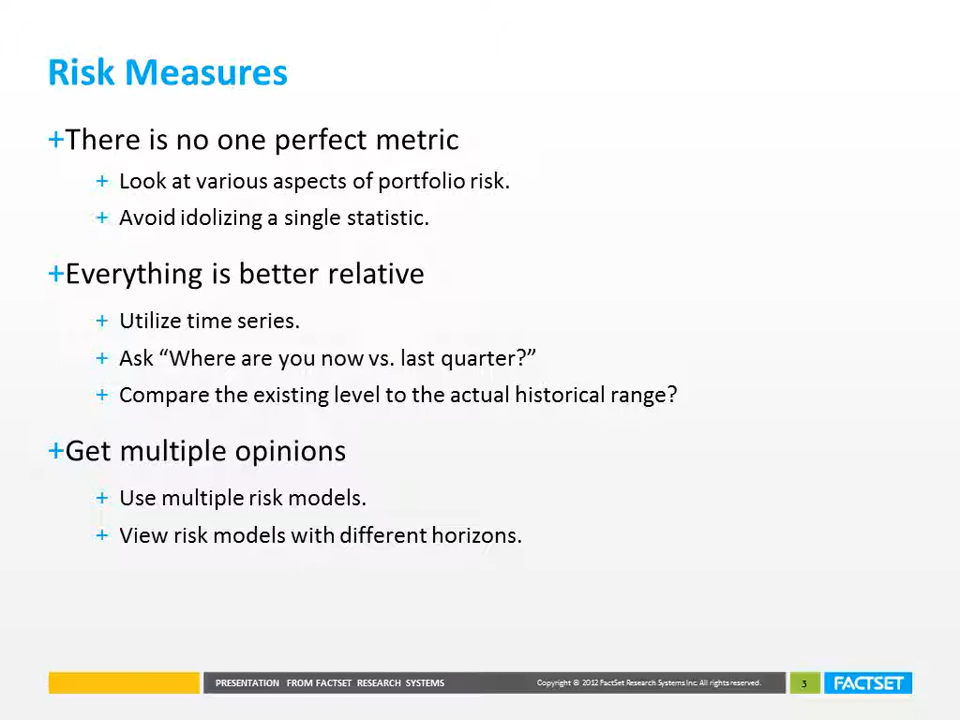 Risk Measures
+There is no one perfect metric
+ Look at various aspects of portfolio risk.
+ Avoid idolizing a single statistic.
+Everything is better relative
+ Utilize time series.
+ Ask “Where are you now vs. last quarter?”
+ Compare the existing level to the actual historical range?
+Get multiple opinions
+ Use multiple risk models.
+ View risk models with different horizons.
PRESENTATION FROM FACTSET RESEARCH SYSTEMS Copyright © 2012 FactSet Research Systems Inc. All rights reserved. 3 FACTSET